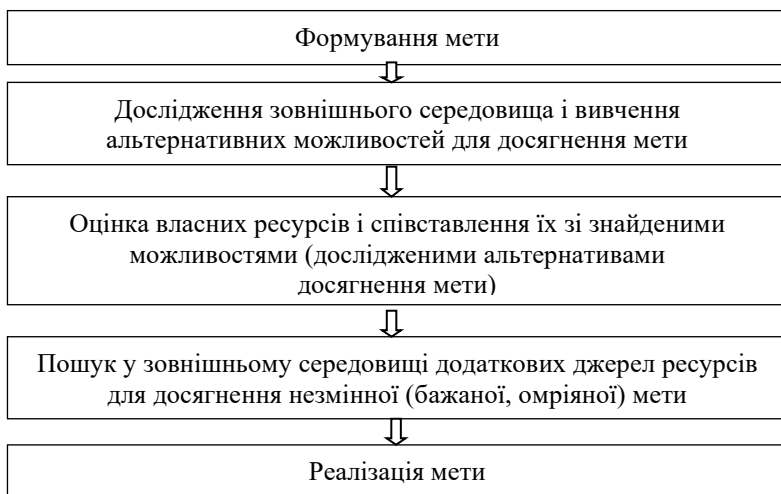 Формування мети
Дослідження зовнішнього середовища і вивчення
альтернативних можливостей для досягнення мети
Оцінка власних ресурсів і співставлення їх зі знайденими
можливостями (дослідженими альтернативами
досягнення мети)
Пошук у зовнішньому середовищі додаткових джерел ресурсів
для досягнення незмінної (бажаної, омріяної) мети
Реалізація мети